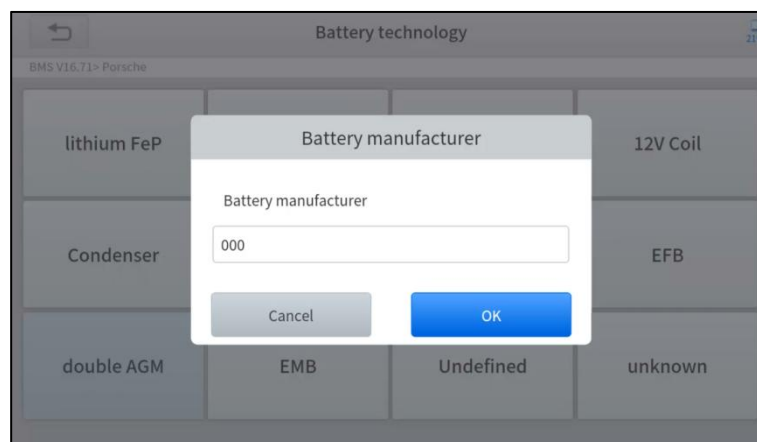 Battery technology
BMS V16.71> Porsche
lithium FeP
12V Coil
Battery manufacturer
Battery manufacturer
000
Condenser
EFB
Cancel
OK
double AGM
EMB
Undefined
unknown